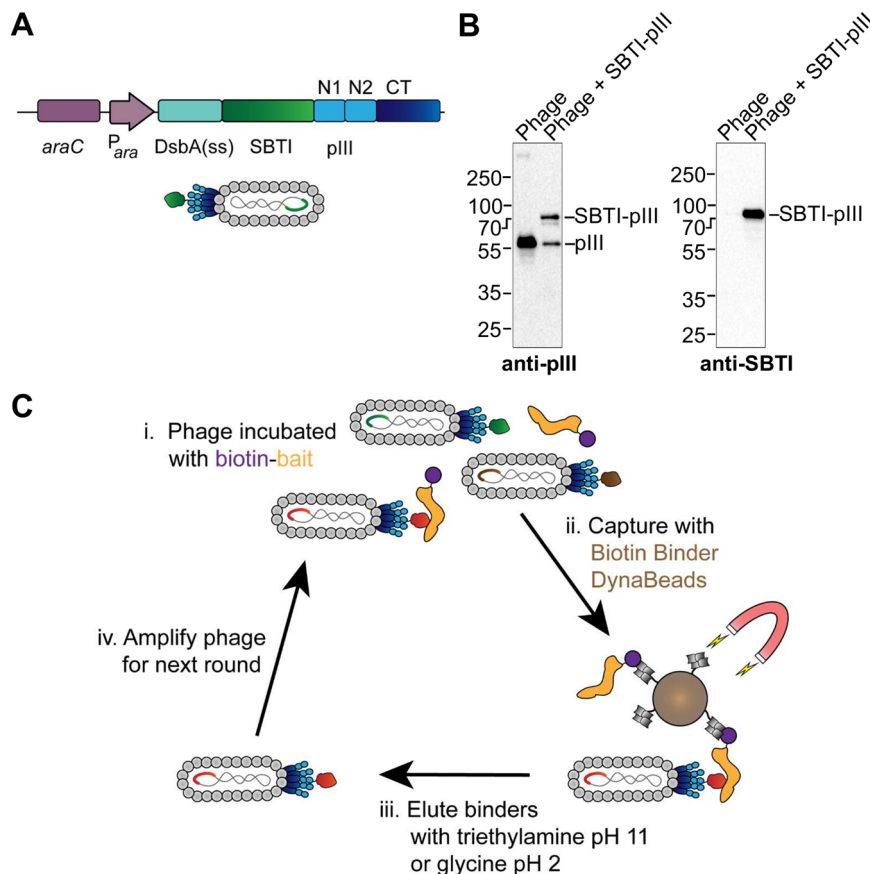 A
N1 N2 CT
araC Para DsbA(ss) SBTI pIII
B
Phage
Phage + SBTI-pIII
250
100
70
55
35
25
SBTI-pIII
pIII
anti-pIII
Phage
Phage + SBTI-pIII
250
100
70
55
35
25
SBTI-pIII
anti-SBTI
C
i. Phage incubated
with biotin-bait
ii. Capture with
Biotin Binder
DynaBeads
iii. Elute binders
with triethylamine pH 11
or glycine pH 2
iv. Amplify phage
for next round